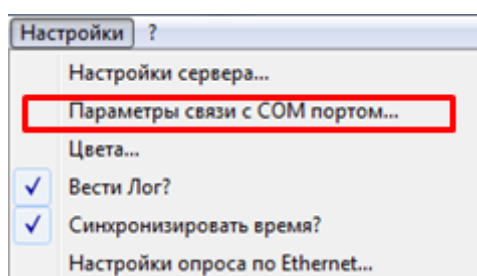 Настройки ?
Настройки сервера...
Параметры связи с COM портом...
Цвета...
Вести Лог?
Синхронизировать время?
Настройки опроса по Ethernet...